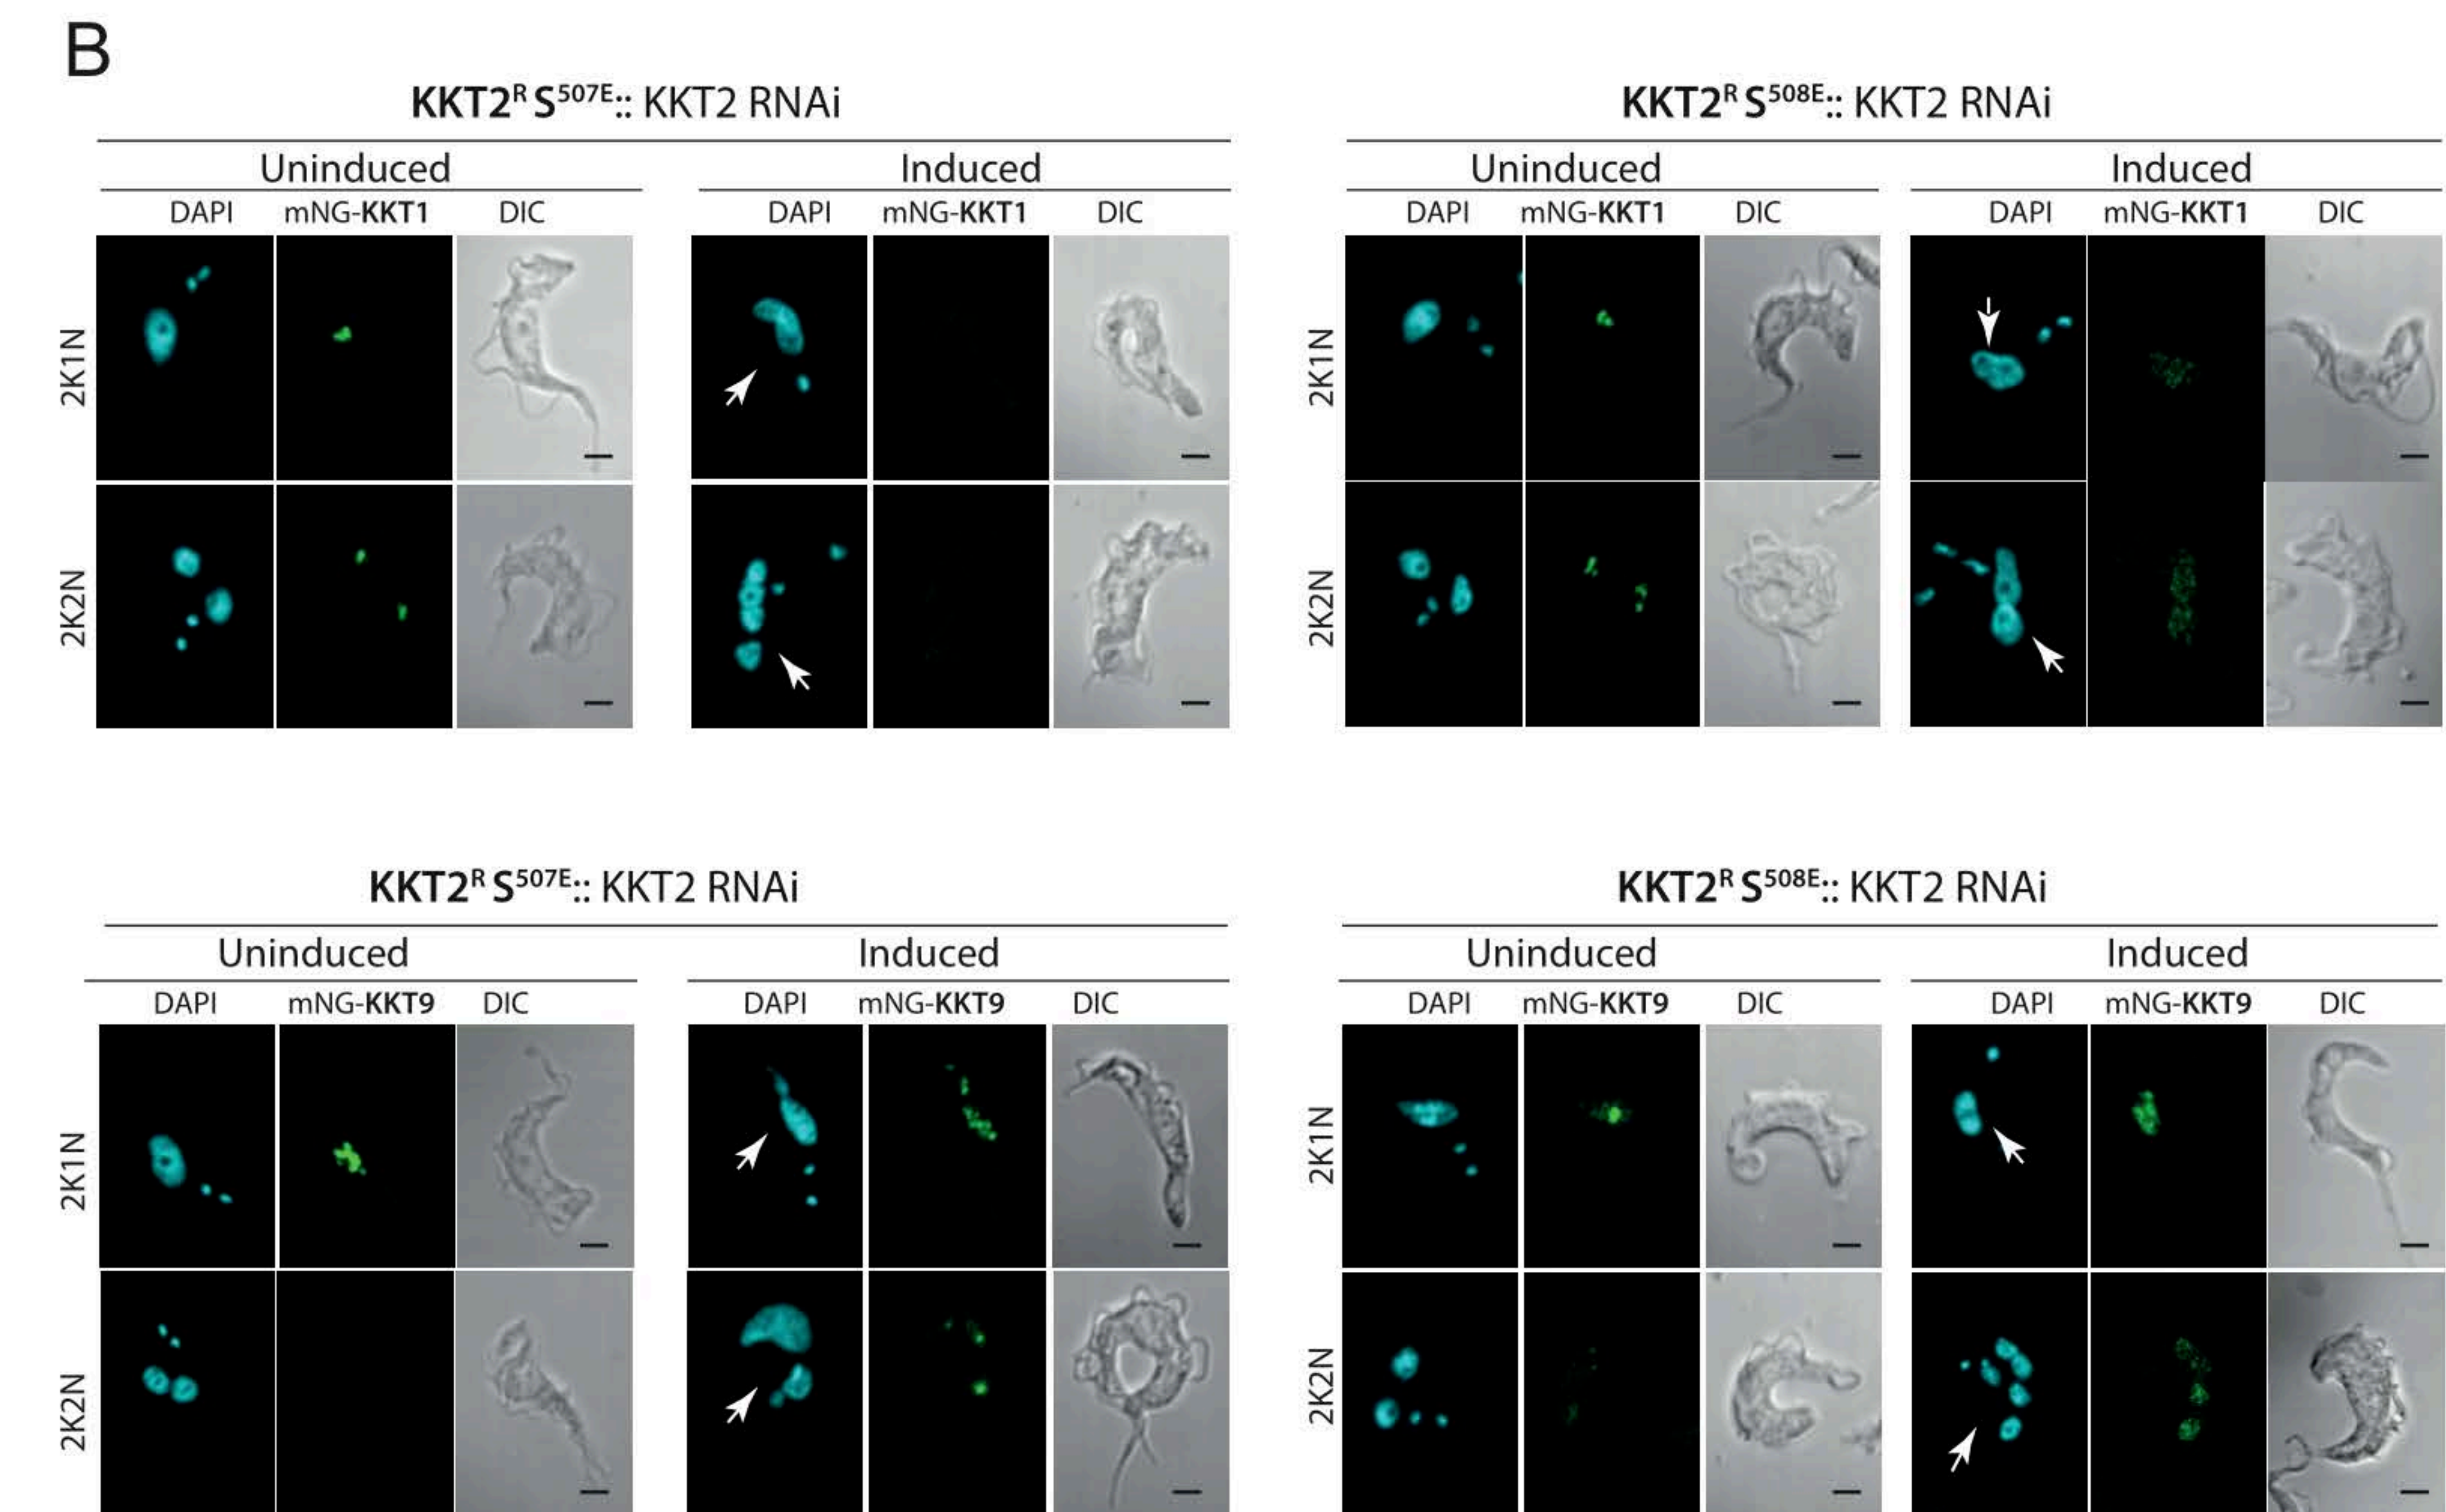 B
KKT2ᴿ S⁵⁰⁷ᴱ:: KKT2 RNAi
Uninduced
Induced
DAPI mNG-KKT1 DIC
DAPI mNG-KKT1 DIC
2K1N
2K2N
KKT2ᴿ S⁵⁰⁸ᴱ:: KKT2 RNAi
Uninduced
Induced
DAPI mNG-KKT1 DIC
DAPI mNG-KKT1 DIC
2K1N
2K2N
KKT2ᴿ S⁵⁰⁷ᴱ:: KKT2 RNAi
Uninduced
Induced
DAPI mNG-KKT9 DIC
DAPI mNG-KKT9 DIC
2K1N
2K2N
KKT2ᴿ S⁵⁰⁸ᴱ:: KKT2 RNAi
Uninduced
Induced
DAPI mNG-KKT9 DIC
DAPI mNG-KKT9 DIC
2K1N
2K2N